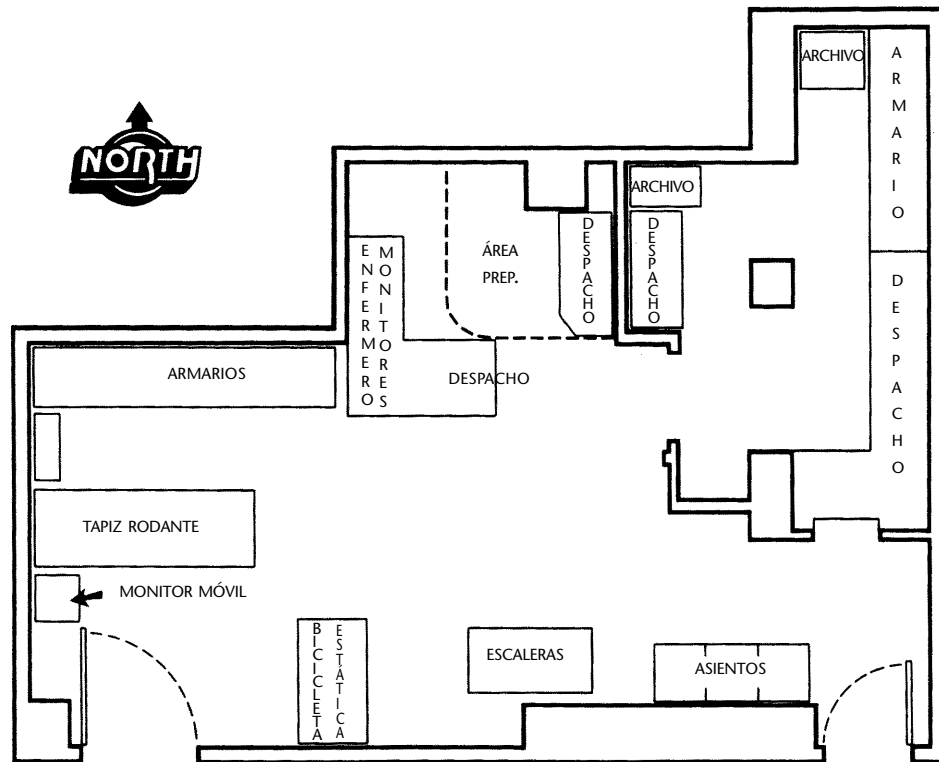 NORTH
ARCHIVO
ARMARIO
ARCHIVO
DESPACHO
DESPACHO
ÁREA
PREP.
DESPACHO
ENFERMERO
MONITORES
DESPACHO
ARMARIOS
TAPIZ RODANTE
MONITOR MÓVIL
BICICLETA
ESTÁTICA
ESCALERAS
ASIENTOS